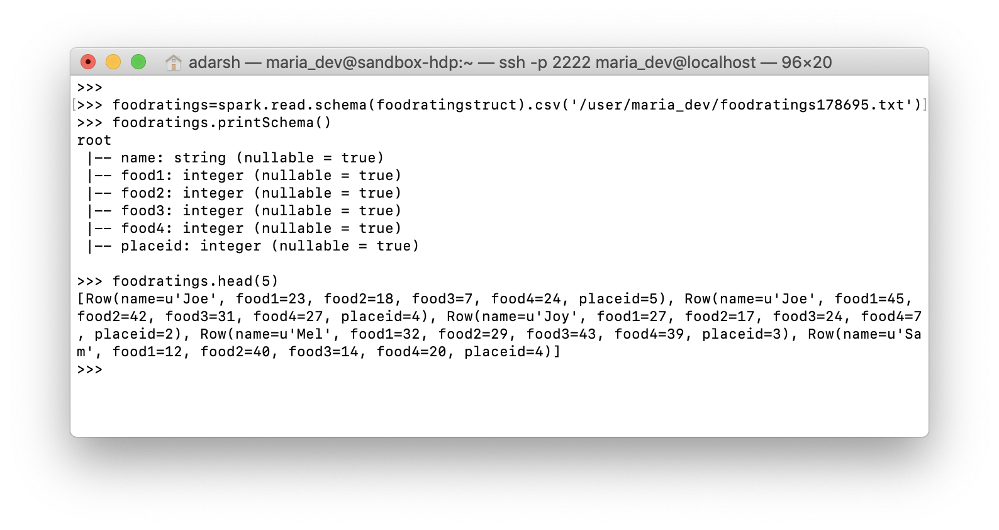 adarsh — maria_dev@sandbox-hdp:~ — ssh -p 2222 maria_dev@localhost — 96×20
>>>
[>>> foodratings=spark.read.schema(foodratingstruct).csv('/user/maria_dev/foodratings178695.txt')]
>>> foodratings.printSchema()
root
 |-- name: string (nullable = true)
 |-- food1: integer (nullable = true)
 |-- food2: integer (nullable = true)
 |-- food3: integer (nullable = true)
 |-- food4: integer (nullable = true)
 |-- placeid: integer (nullable = true)
>>> foodratings.head(5)
[Row(name=u'Joe', food1=23, food2=18, food3=7, food4=24, placeid=5), Row(name=u'Joe', food1=45,
food2=42, food3=31, food4=27, placeid=4), Row(name=u'Joy', food1=27, food2=17, food3=24, food4=7
, placeid=2), Row(name=u'Mel', food1=32, food2=29, food3=43, food4=39, placeid=3), Row(name=u'Sa
m', food1=12, food2=40, food3=14, food4=20, placeid=4)]
>>>